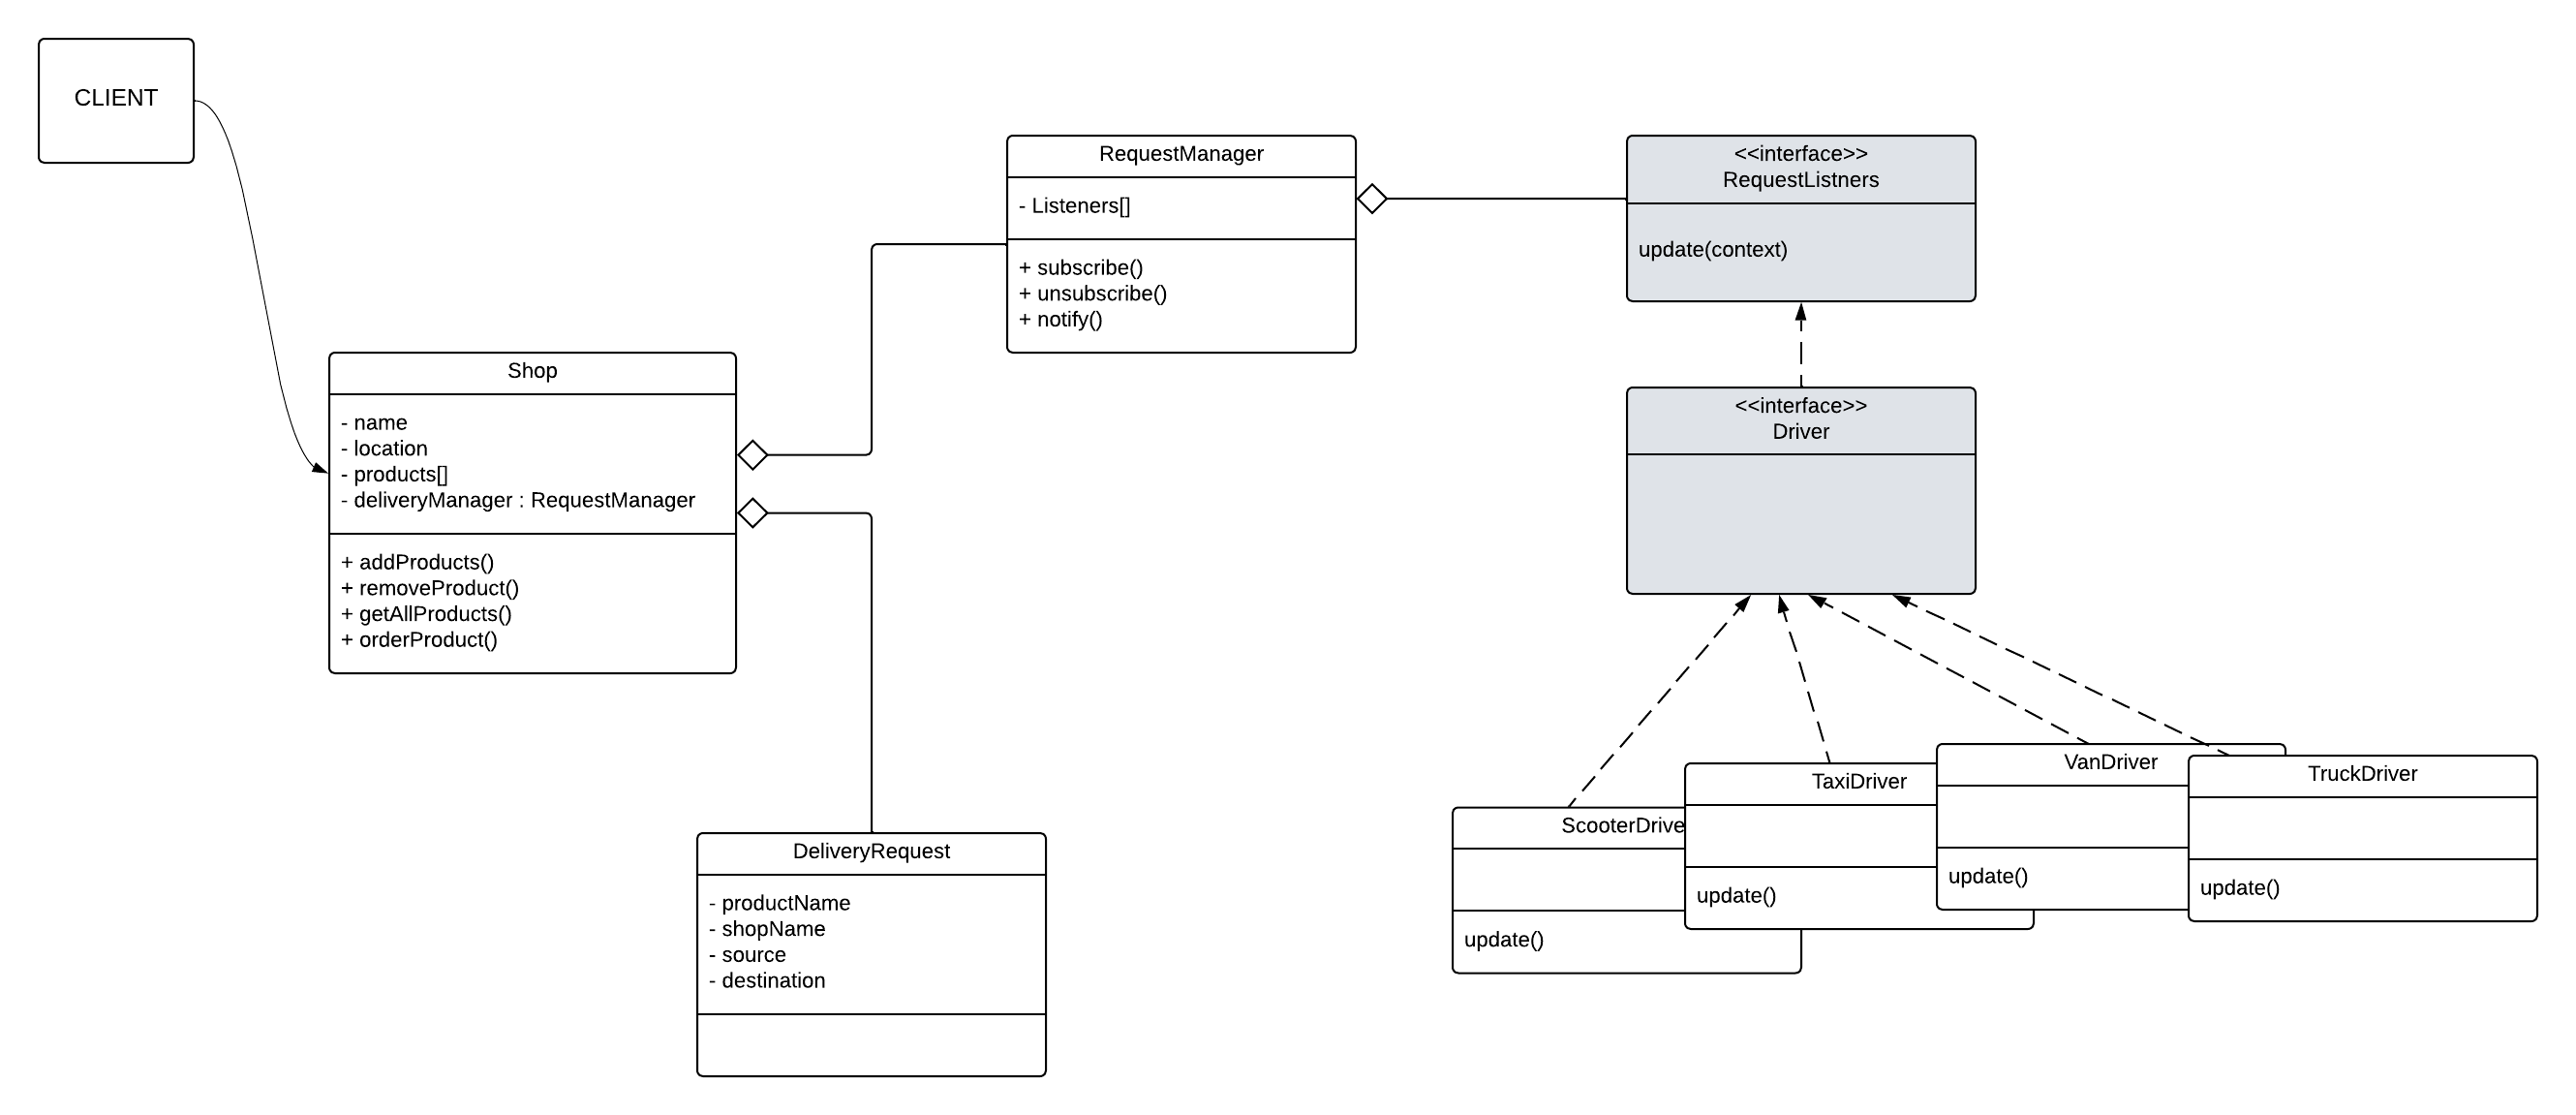 CLIENT
RequestManager
- Listeners[]
+ subscribe()
+ unsubscribe()
+ notify()
<<interface>>
RequestListners
update(context)
Shop
- name
- location
- products[]
- deliveryManager : RequestManager
+ addProducts()
+ removeProduct()
+ getAllProducts()
+ orderProduct()
<<interface>>
Driver
DeliveryRequest
- productName
- shopName
- source
- destination
ScooterDrive
update()
TaxiDriver
update()
VanDriver
update()
TruckDriver
update()